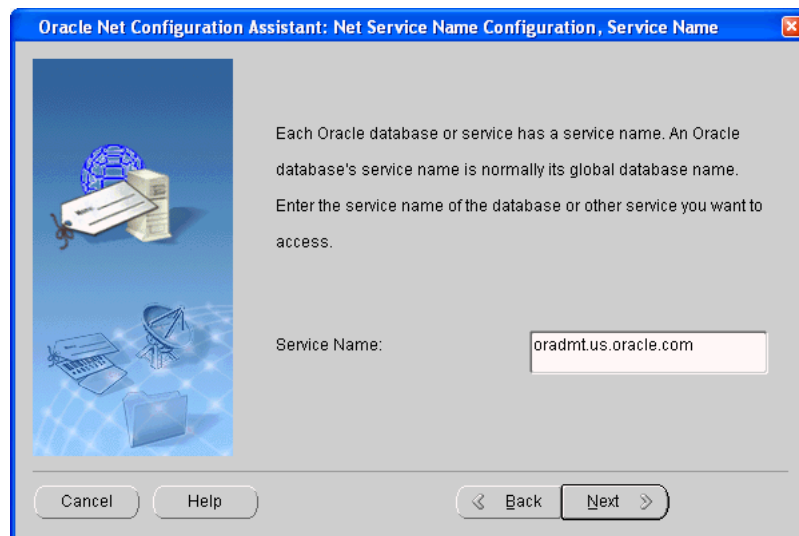 Oracle Net Configuration Assistant: Net Service Name Configuration, Service Name
Each Oracle database or service has a service name. An Oracle
database's service name is normally its global database name.
Enter the service name of the database or other service you want to
access.
Service Name:
oradmt.us.oracle.com
Cancel
Help
Back
Next